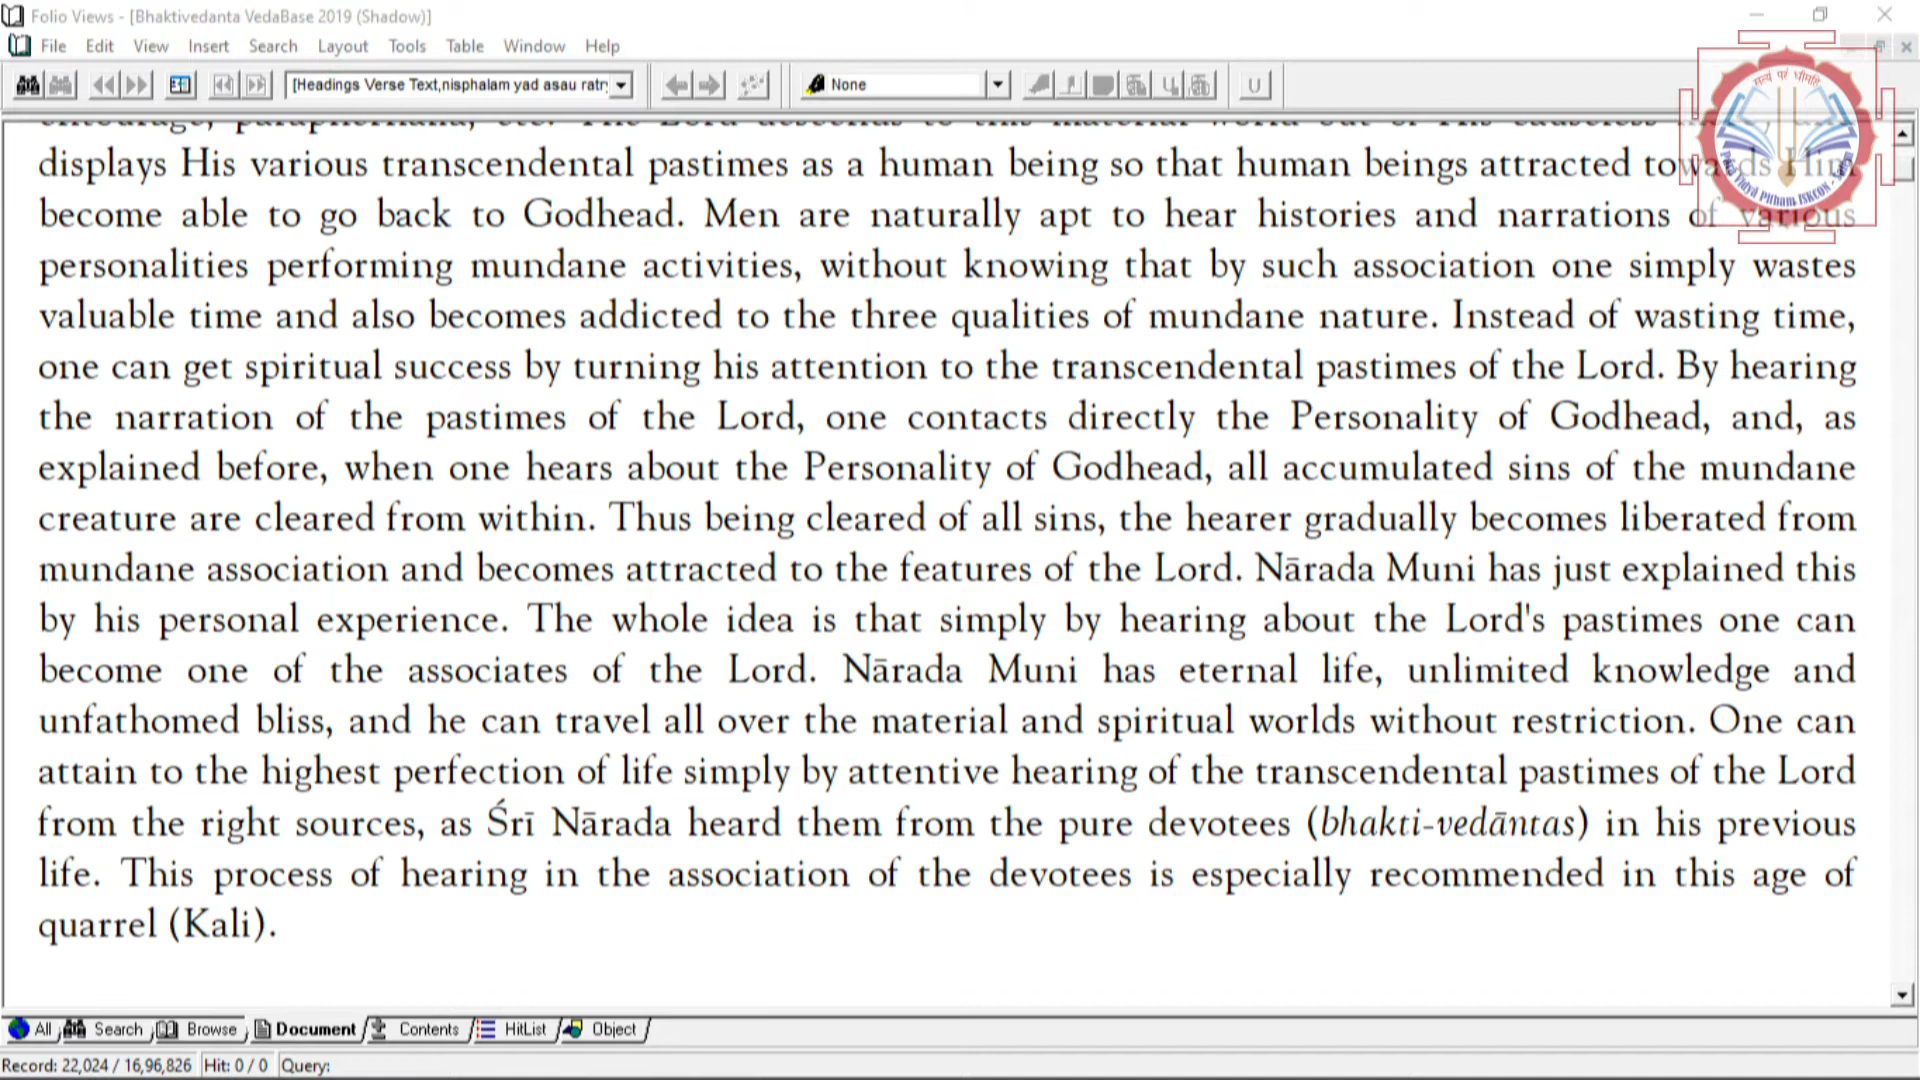 Folio Views - [Bhaktivedanta VedaBase 2019 (Shadow)]
File Edit View Insert Search Layout Tools Table Window Help
[Headings Verse Text,nisphalam yad asau ratr; None U
सत्यं परं धीमहि
displays His various transcendental pastimes as a human being so that human beings attracted towards Him
become able to go back to Godhead. Men are naturally apt to hear histories and narrations of various
personalities performing mundane activities, without knowing that by such association one simply wastes
valuable time and also becomes addicted to the three qualities of mundane nature. Instead of wasting time,
one can get spiritual success by turning his attention to the transcendental pastimes of the Lord. By hearing
the narration of the pastimes of the Lord, one contacts directly the Personality of Godhead, and, as
explained before, when one hears about the Personality of Godhead, all accumulated sins of the mundane
creature are cleared from within. Thus being cleared of all sins, the hearer gradually becomes liberated from
mundane association and becomes attracted to the features of the Lord. Nārada Muni has just explained this
by his personal experience. The whole idea is that simply by hearing about the Lord's pastimes one can
become one of the associates of the Lord. Nārada Muni has eternal life, unlimited knowledge and
unfathomed bliss, and he can travel all over the material and spiritual worlds without restriction. One can
attain to the highest perfection of life simply by attentive hearing of the transcendental pastimes of the Lord
from the right sources, as Śrī Nārada heard them from the pure devotees (bhakti-vedāntas) in his previous
life. This process of hearing in the association of the devotees is especially recommended in this age of
quarrel (Kali).
All Search Browse Document Contents HitList Object
Record: 22,024 / 16,96,826 Hit: 0 / 0 Query: